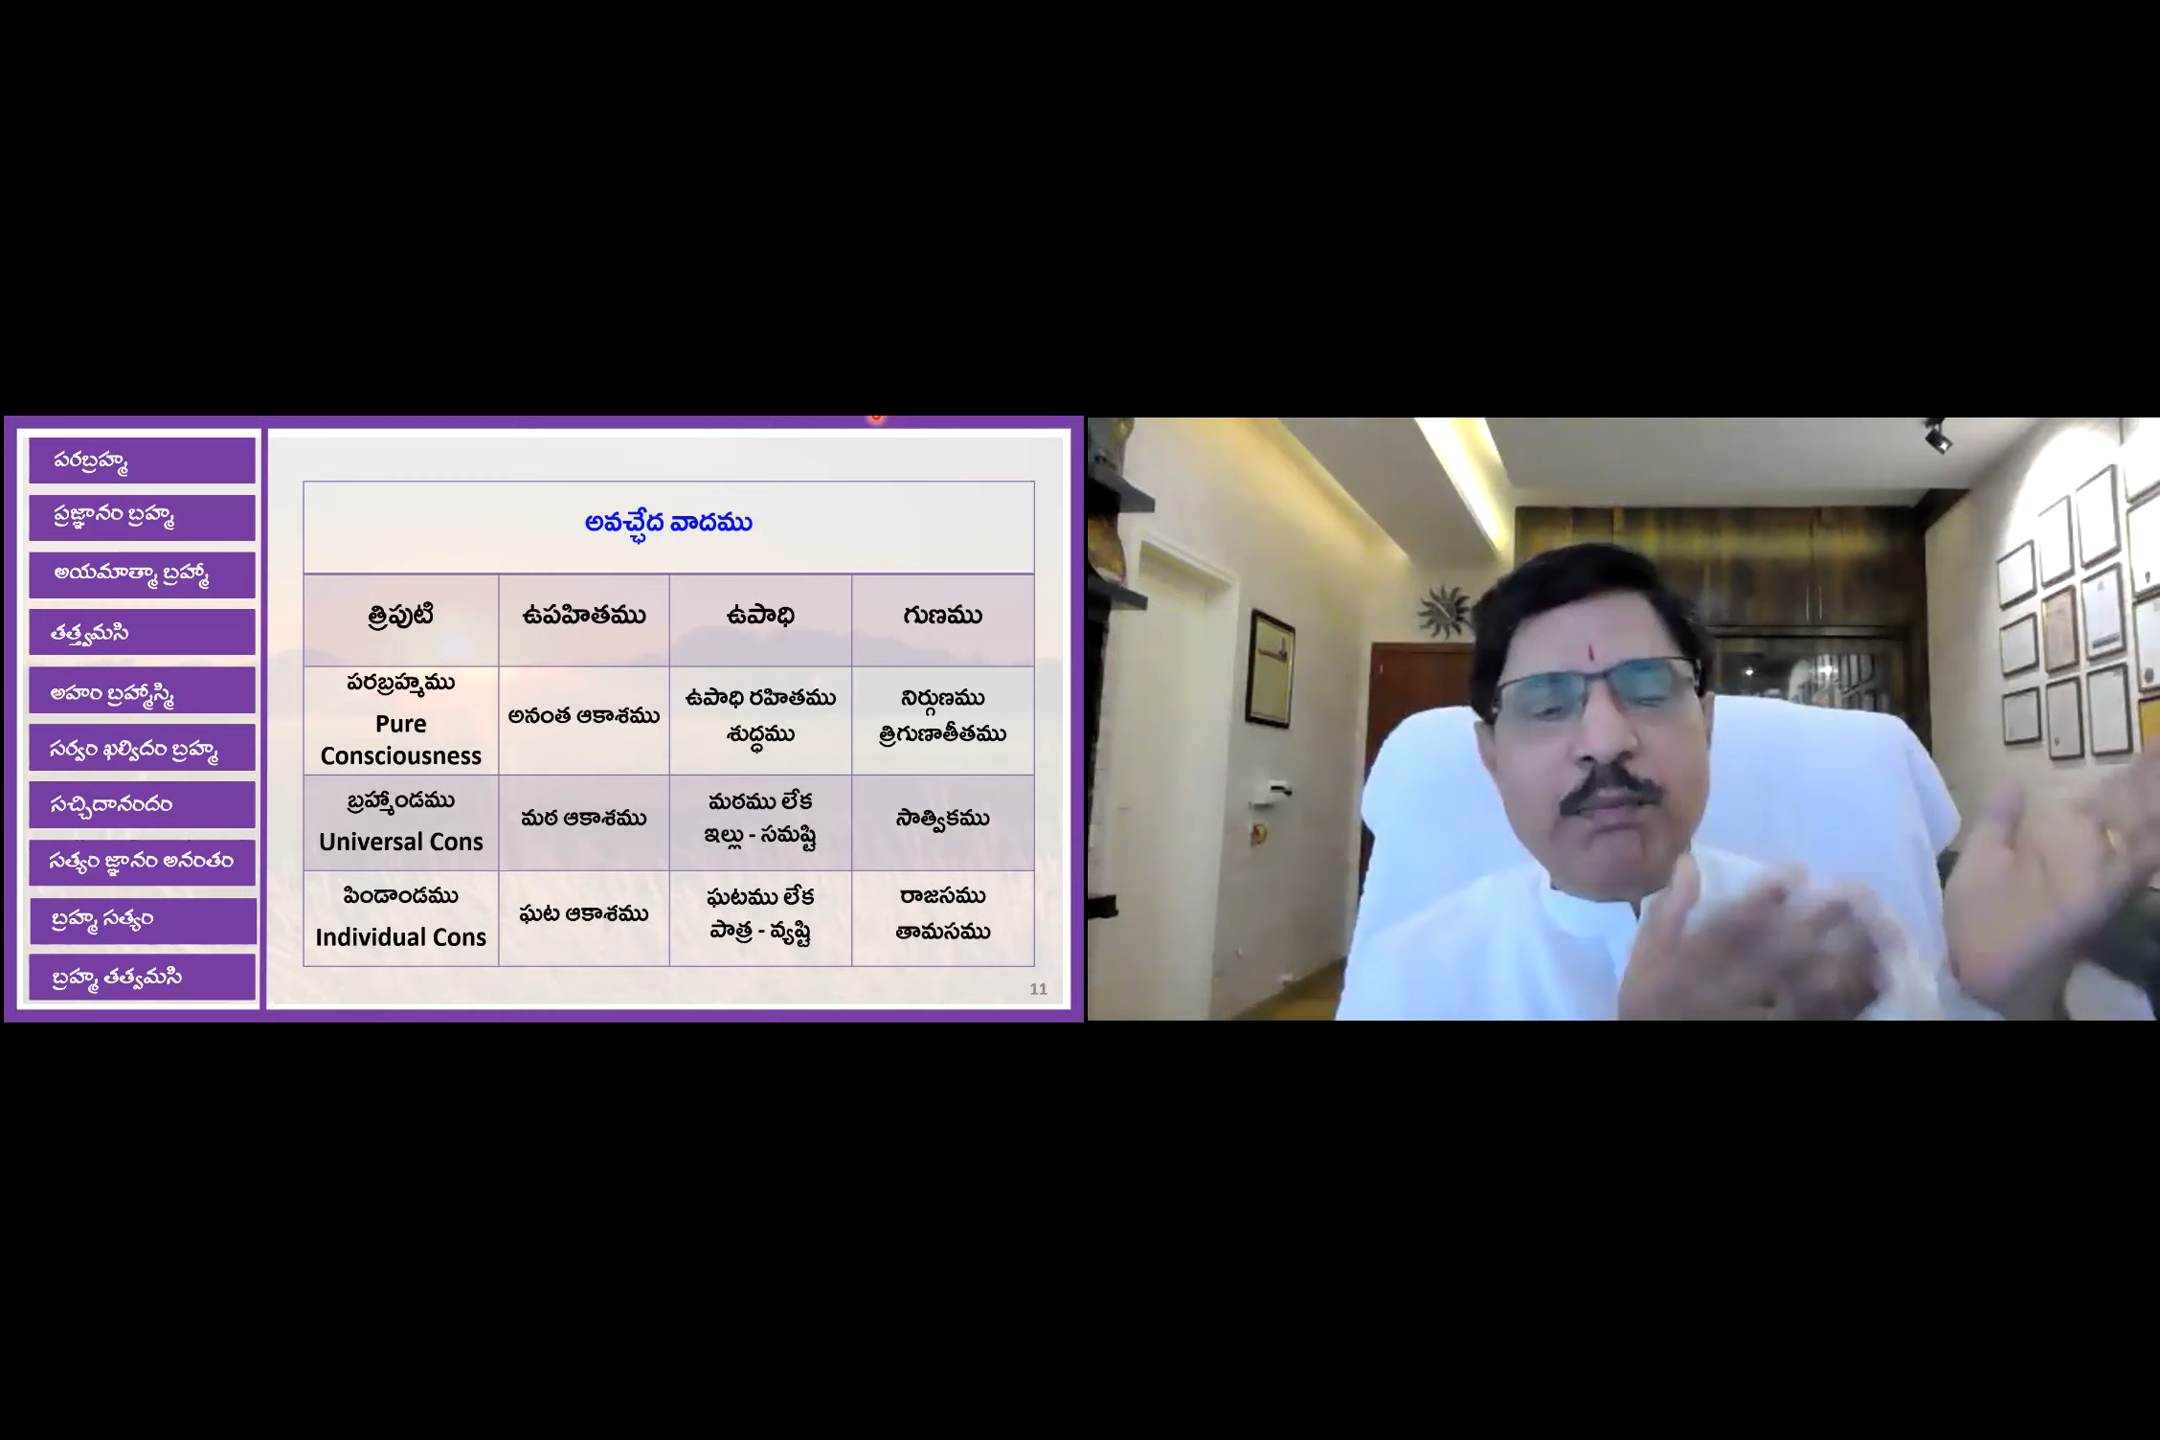 పరబ్రహ్మ
ప్రజ్ఞానం బ్రహ్మ
అయమాత్మా బ్రహ్మా
తత్త్వమసి
అహం బ్రహ్మాస్మి
సర్వం ఖల్విదం బ్రహ్మ
సచ్చిదానందం
సత్యం జ్ఞానం అనంతం
బ్రహ్మ సత్యం
బ్రహ్మ తత్వమసి
అవచ్ఛేద వాదము
త్రిపుటి ఉపహితము ఉపాధి గుణము
పరబ్రహ్మము
Pure
Consciousness
అనంత ఆకాశము
ఉపాధి రహితము
శుద్ధము
నిర్గుణము
త్రిగుణాతీతము
బ్రహ్మాండము
Universal Cons
మఠ ఆకాశము
మఠము లేక
ఇల్లు - సమష్టి
సాత్వికము
పిండాండము
Individual Cons
ఘట ఆకాశము
ఘటము లేక
పాత్ర - వ్యష్టి
రాజసము
తామసము
11